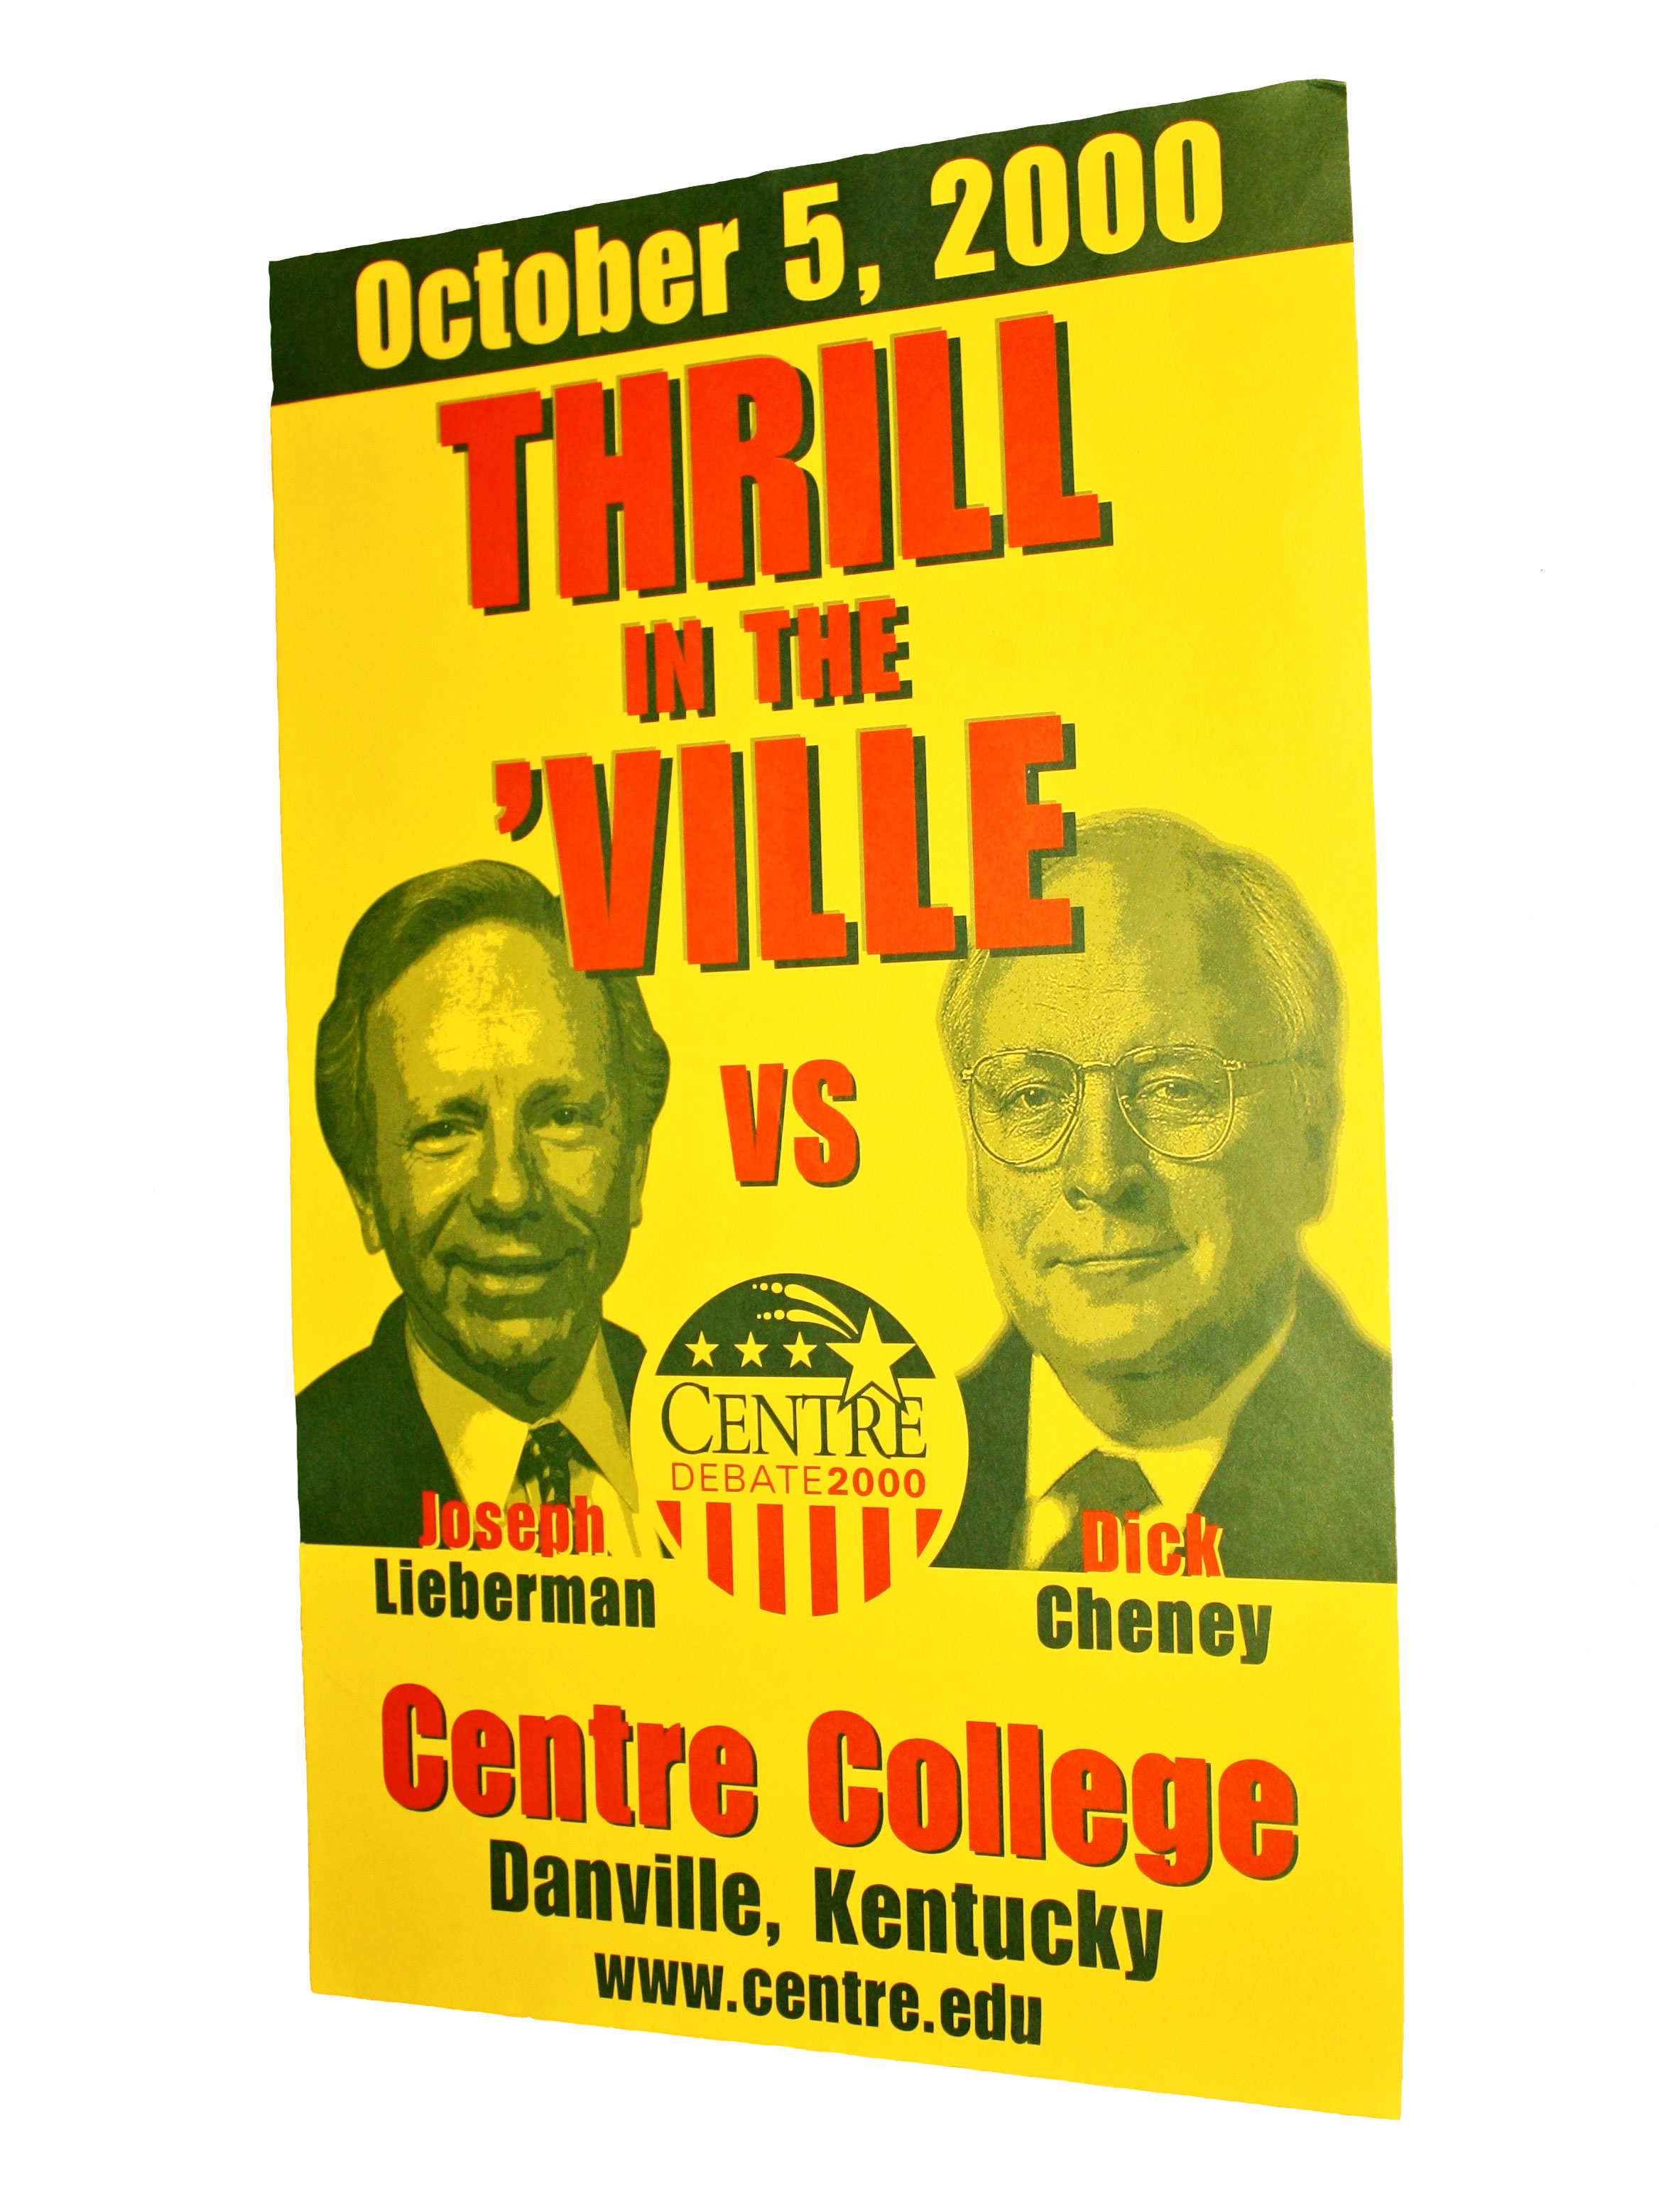 October 5, 2000
THRILL
IN THE
'VILLE
VS
CENTRE
DEBATE2000
Joseph
Lieberman
Dick
Cheney
Centre College
Danville, Kentucky
www.centre.edu